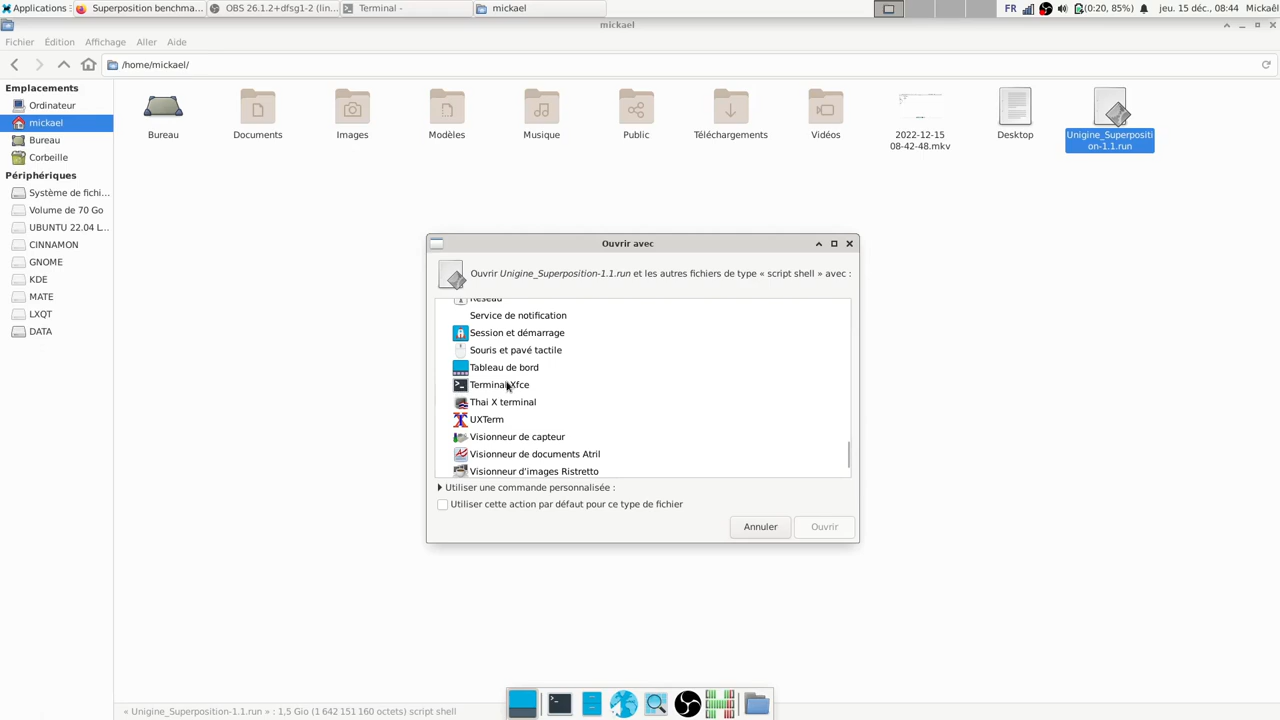 Applications
Superposition benchma...
OBS 26.1.2+dfsg1-2 (lin...
Terminal -
mickael
FR
(0:20, 85%)
jeu. 15 déc., 08:44
Mickaël
mickael
Fichier
Édition
Affichage
Aller
Aide
/home/mickael/
Emplacements
Ordinateur
mickael
Bureau
Corbeille
Périphériques
Système de fichi...
Volume de 70 Go
UBUNTU 22.04 L...
CINNAMON
GNOME
KDE
MATE
LXQT
DATA
Bureau
Documents
Images
Modèles
Musique
Public
Téléchargements
Vidéos
2022-12-15
08-42-48.mkv
Desktop
Unigine_Superpositi
on-1.1.run
Ouvrir avec
Ouvrir Unigine_Superposition-1.1.run et les autres fichiers de type « script shell » avec :
Réseau
Service de notification
Session et démarrage
Souris et pavé tactile
Tableau de bord
Terminal Xfce
Thai X terminal
UXTerm
Visionneur de capteur
Visionneur de documents Atril
Visionneur d'images Ristretto
Utiliser une commande personnalisée :
Utiliser cette action par défaut pour ce type de fichier
Annuler
Ouvrir
« Unigine_Superposition-1.1.run » : 1,5 Gio (1 642 151 160 octets) script shell